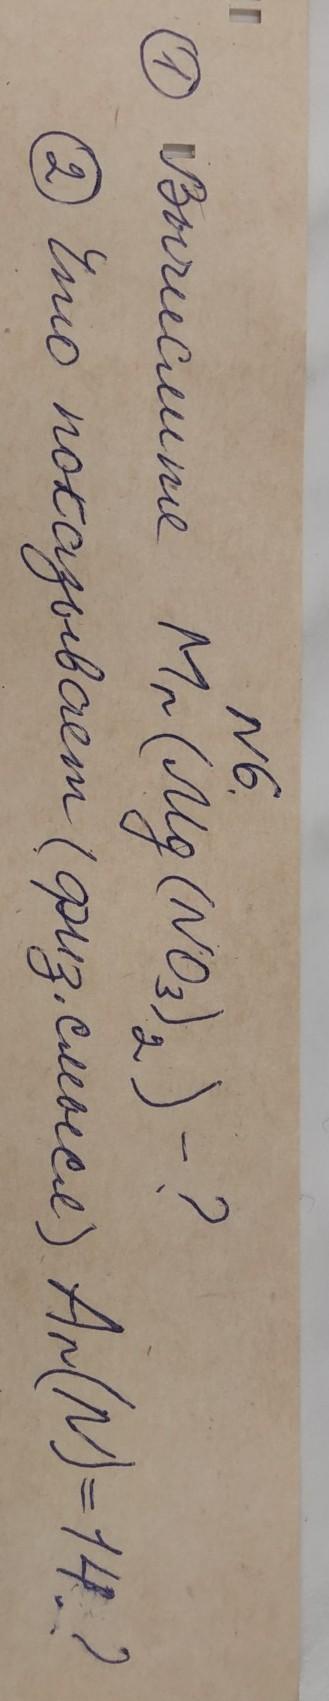 N6.
① Вычислите Mr(Mg(NO3)2) - ?
② Что показывает (физ. смысл) Ar(N)=14?